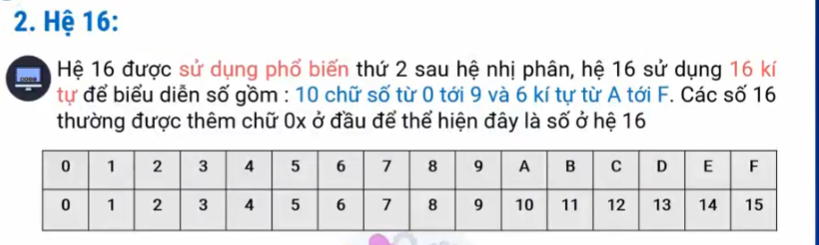 2. Hệ 16:
Hệ 16 được sử dụng phổ biến thứ 2 sau hệ nhị phân, hệ 16 sử dụng 16 kí
tự để biểu diễn số gồm : 10 chữ số từ 0 tới 9 và 6 kí tự từ A tới F. Các số 16
thường được thêm chữ 0x ở đầu để thể hiện đây là số ở hệ 16
0 1 2 3 4 5 6 7 8 9 A B C D E F
0 1 2 3 4 5 6 7 8 9 10 11 12 13 14 15